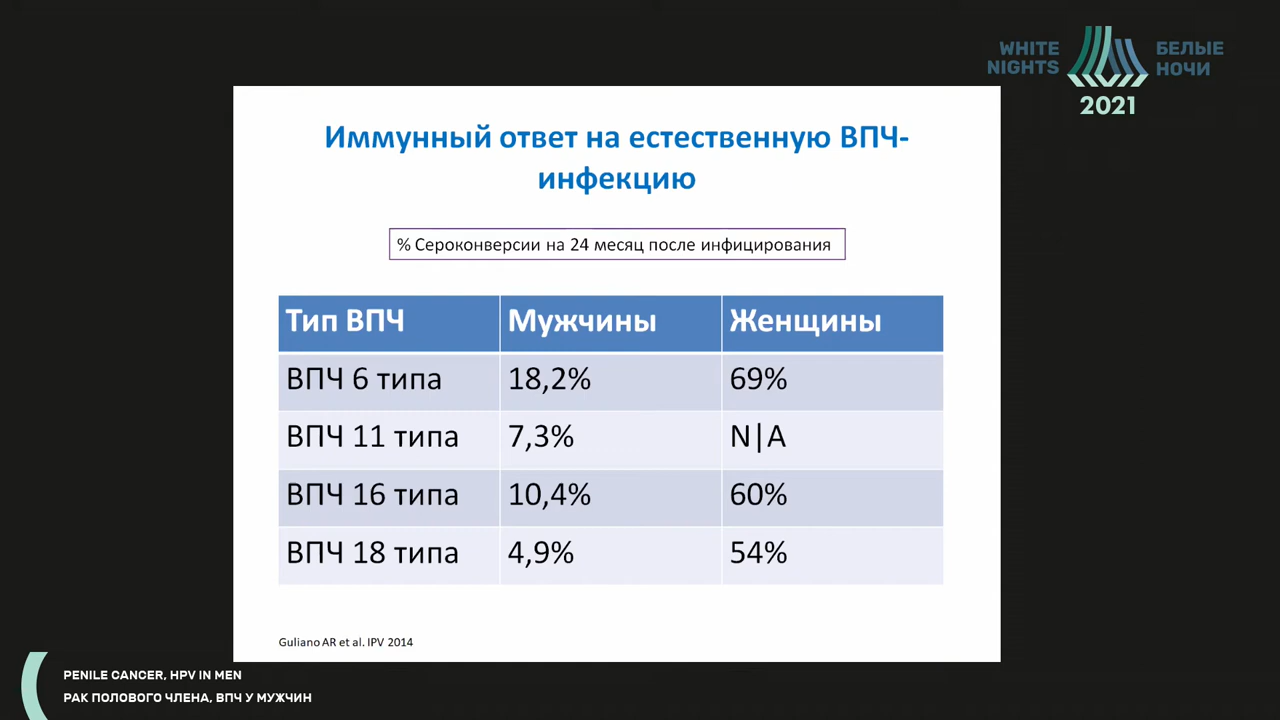 WHITE NIGHTS
БЕЛЫЕ НОЧИ
2021
Иммунный ответ на естественную ВПЧ-
инфекцию
% Сероконверсии на 24 месяц после инфицирования
Тип ВПЧ Мужчины Женщины
ВПЧ 6 типа 18,2% 69%
ВПЧ 11 типа 7,3% N|A
ВПЧ 16 типа 10,4% 60%
ВПЧ 18 типа 4,9% 54%
Guliano AR et al. IPV 2014
PENILE CANCER, HPV IN MEN
РАК ПОЛОВОГО ЧЛЕНА, ВПЧ У МУЖЧИН